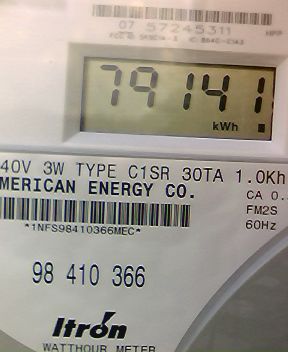 07 57245311
79141
kWh
40V 3W TYPE C1SR 30TA 1.0Kh
MERICAN ENERGY CO.
CA 0.
FM2S
60Hz
*1NFS98410366MEC*
98 410 366
Itron
WATTHOUR METER